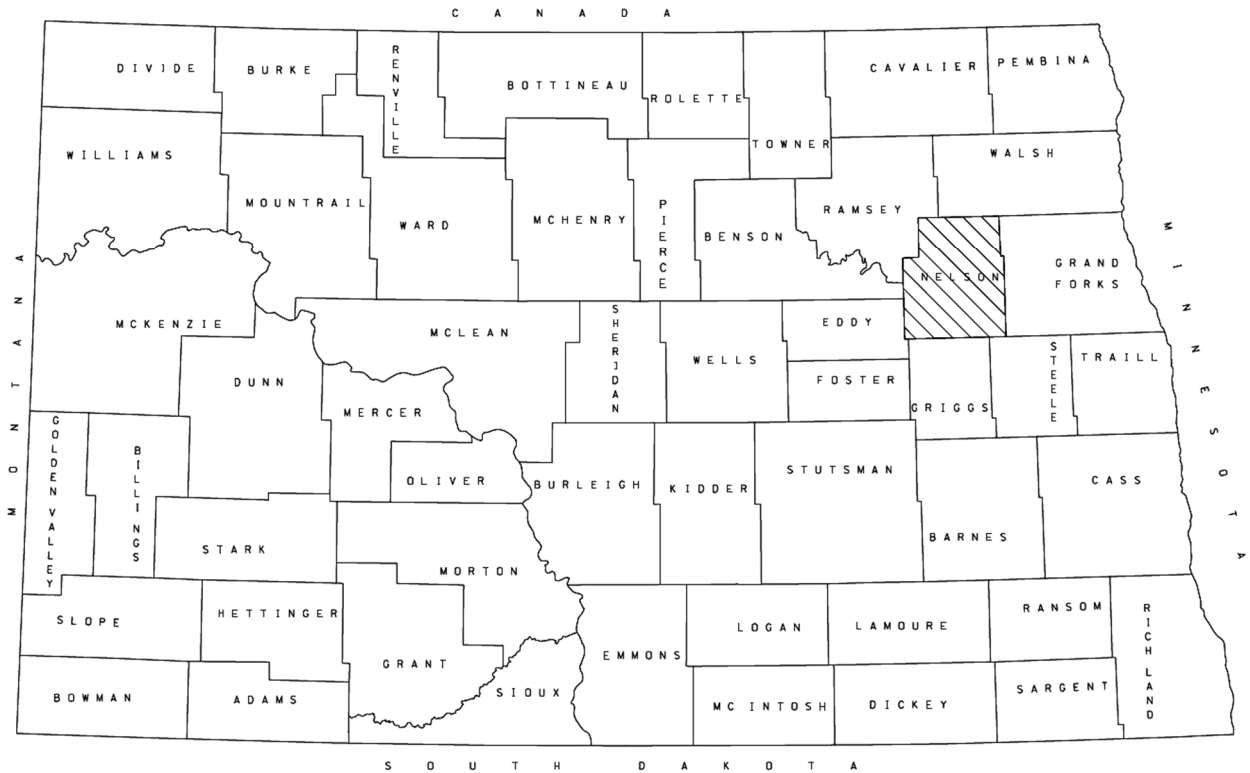 CANADA
DIVIDE
BURKE
RENVILLE
BOTTINEAU
ROLETTE
TOWNER
CAVALIER
PEMBINA
WILLIAMS
MOUNTRAIL
WARD
MCHENRY
PIERCE
BENSON
RAMSEY
WALSH
NELSON
GRAND
FORKS
MINNESOTA
MONTANA
MCKENZIE
DUNN
MCLEAN
SHERIDAN
WELLS
EDDY
FOSTER
GRIGGS
STEELE
TRAILL
GOLDEN VALLEY
BILLINGS
MERCER
OLIVER
BURLEIGH
KIDDER
STUTSMAN
BARNES
CASS
STARK
MORTON
SLOPE
HETTINGER
GRANT
SIOUX
EMMONS
LOGAN
LAMOURE
RANSOM
RICHLAND
BOWMAN
ADAMS
MC INTOSH
DICKEY
SARGENT
SOUTH DAKOTA